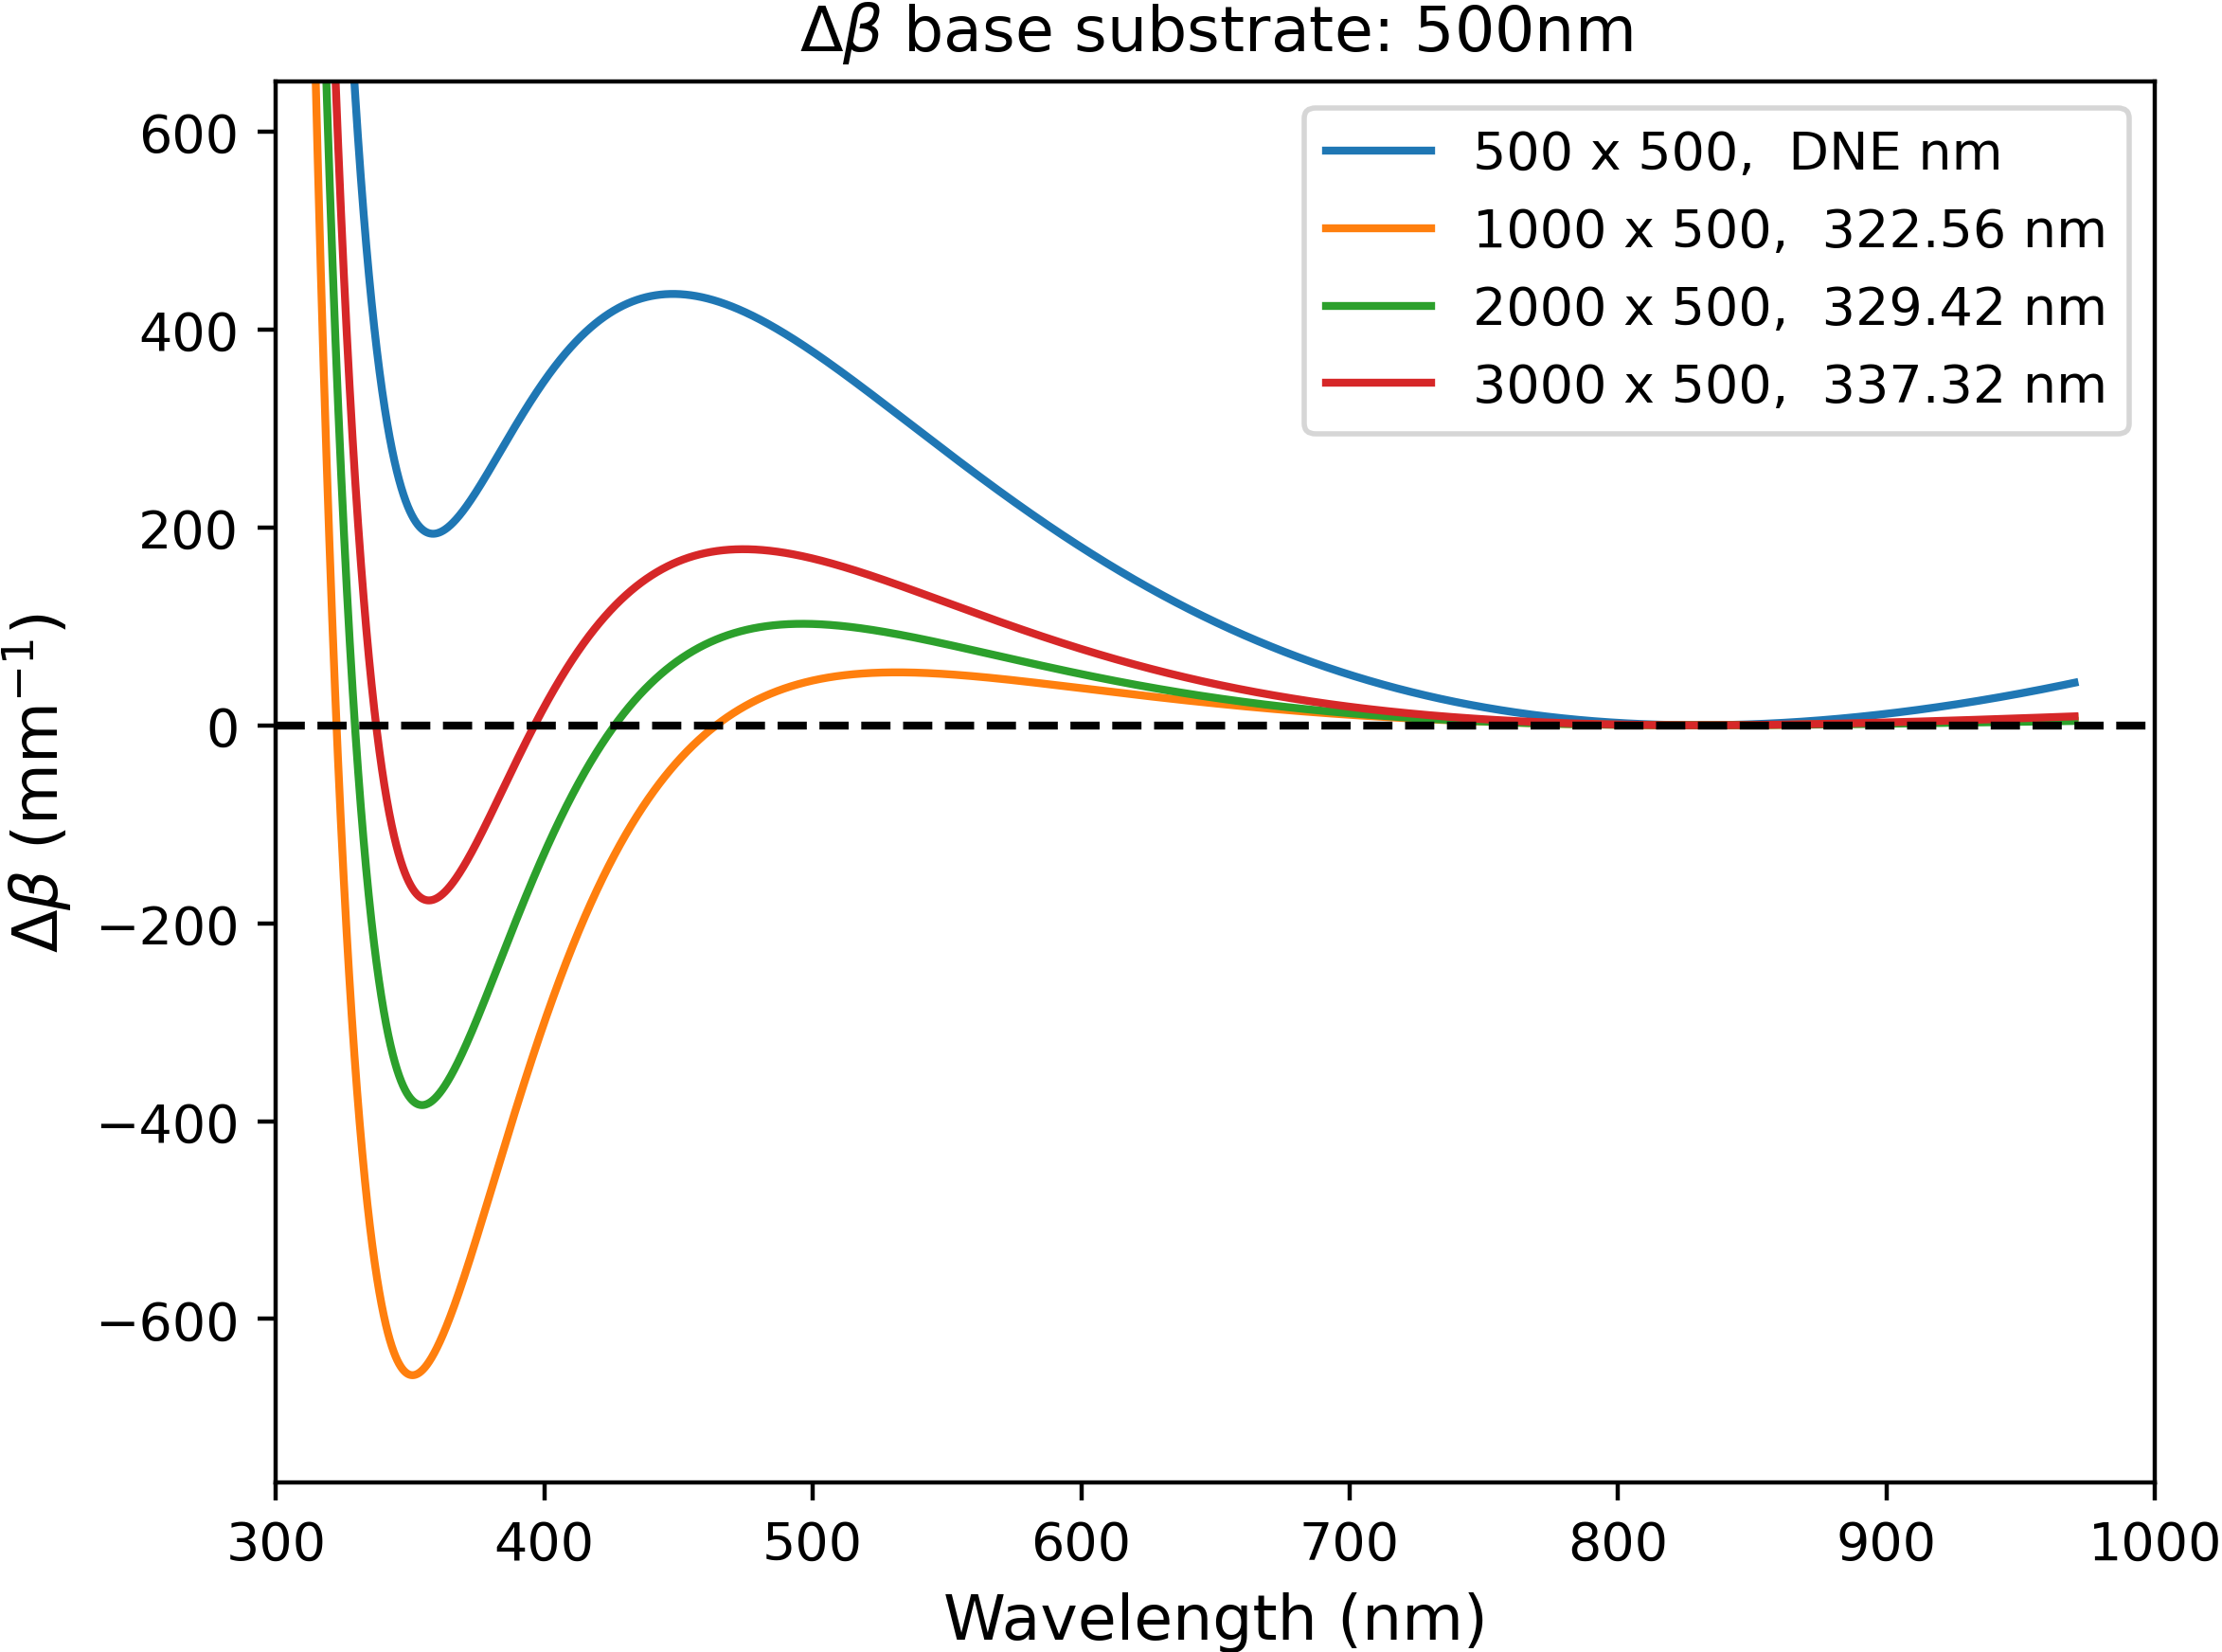 Δβ base substrate: 500nm
600
400
200
0
−200
−400
−600
Δβ (mm⁻¹)
500 x 500,  DNE nm
1000 x 500,  322.56 nm
2000 x 500,  329.42 nm
3000 x 500,  337.32 nm
300 400 500 600 700 800 900 1000
Wavelength (nm)